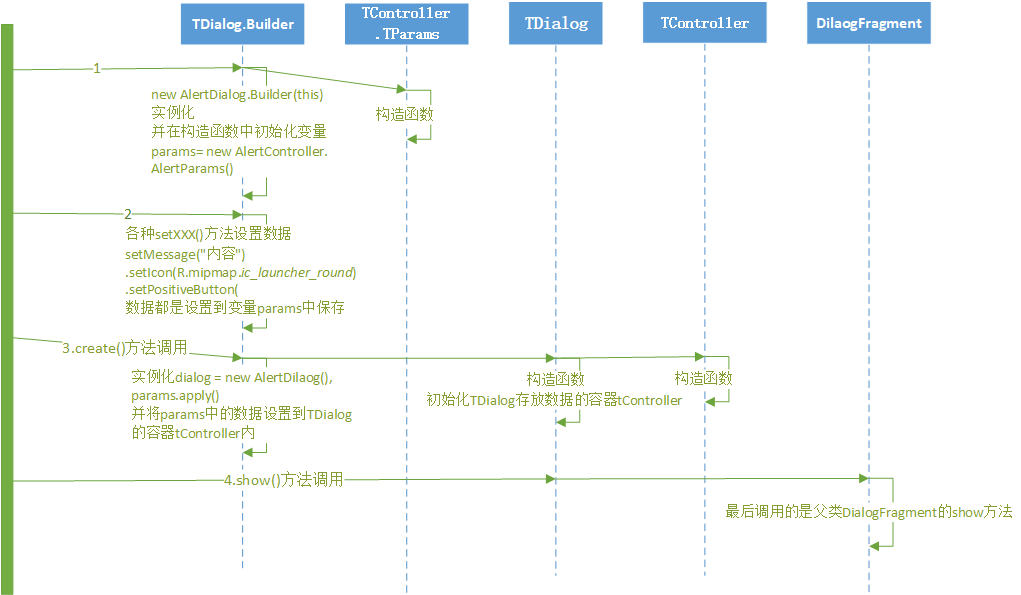 TDialog.Builder
TController
.TParams
TDialog
TController
DilaogFragment
1
new AlertDialog.Builder(this)
实例化
并在构造函数中初始化变量
params= new AlertController.
AlertParams()
构造函数
2
各种setXXX()方法设置数据
setMessage("内容")
.setIcon(R.mipmap.ic_launcher_round)
.setPositiveButton(
数据都是设置到变量params中保存
3.create()方法调用
实例化dialog = new AlertDilaog(),
params.apply()
并将params中的数据设置到TDialog
的容器tController内
构造函数
初始化TDialog存放数据的容器tController
构造函数
4.show()方法调用
最后调用的是父类DialogFragment的show方法